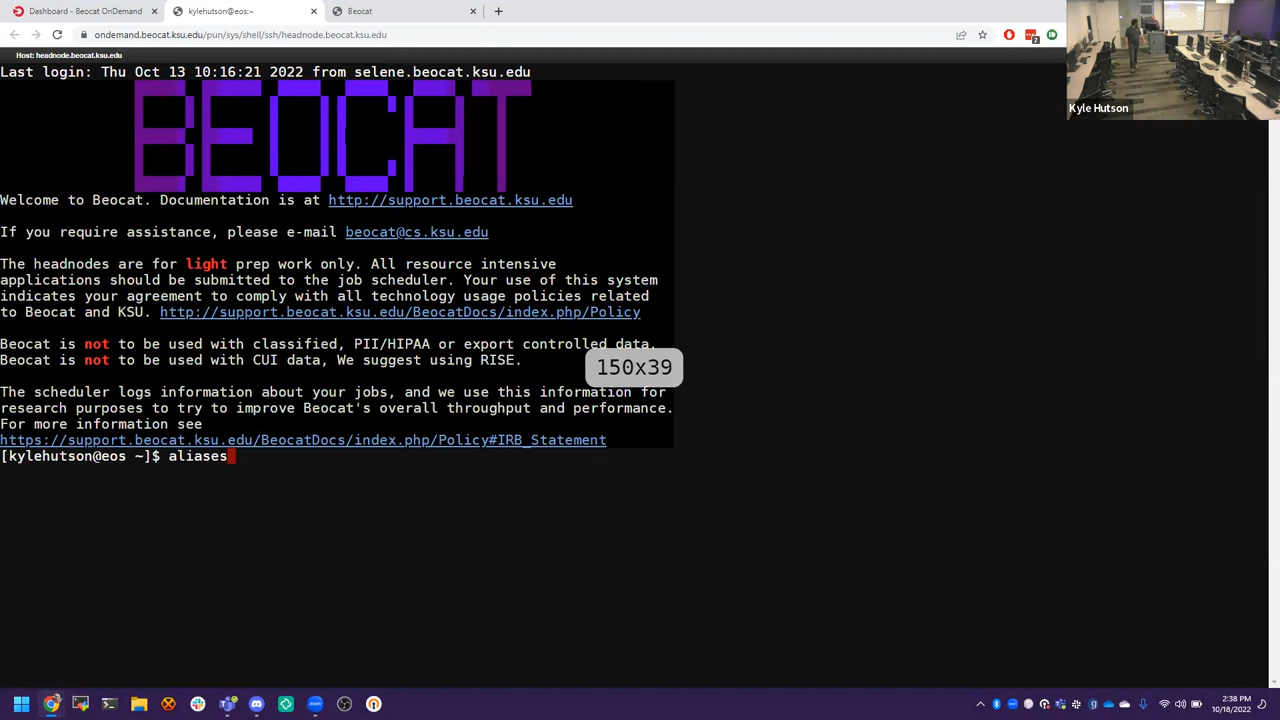 Dashboard - Beocat OnDemand
kylehutson@eos:~
Beocat
ondemand.beocat.ksu.edu/pun/sys/shell/ssh/headnode.beocat.ksu.edu
7
Host: headnode.beocat.ksu.edu
Kyle Hutson
Last login: Thu Oct 13 10:16:21 2022 from selene.beocat.ksu.edu
BEOCAT
Welcome to Beocat. Documentation is at http://support.beocat.ksu.edu
If you require assistance, please e-mail beocat@cs.ksu.edu
The headnodes are for light prep work only. All resource intensive
applications should be submitted to the job scheduler. Your use of this system
indicates your agreement to comply with all technology usage policies related
to Beocat and KSU. http://support.beocat.ksu.edu/BeocatDocs/index.php/Policy
Beocat is not to be used with classified, PII/HIPAA or export controlled data.
Beocat is not to be used with CUI data, We suggest using RISE.
150x39
The scheduler logs information about your jobs, and we use this information for
research purposes to try to improve Beocat's overall throughput and performance.
For more information see
https://support.beocat.ksu.edu/BeocatDocs/index.php/Policy#IRB_Statement
[kylehutson@eos ~]$ aliases
2:38 PM
10/18/2022